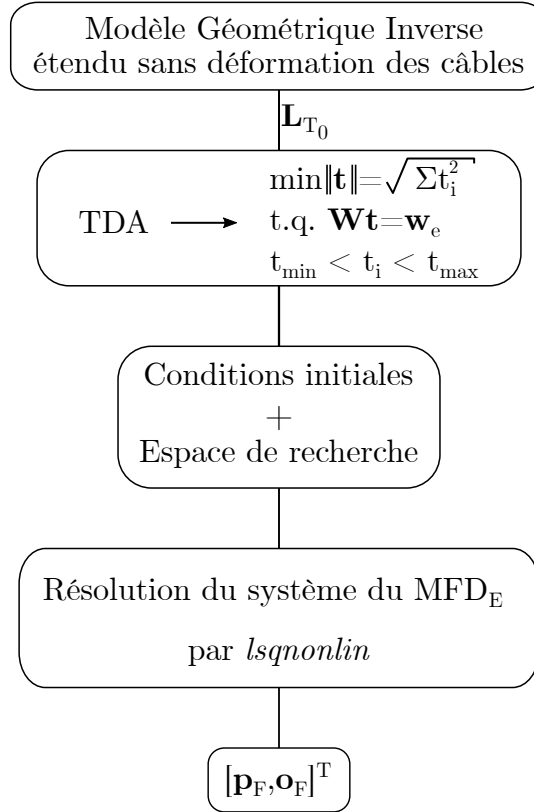 Modèle Géométrique Inverse
étendu sans déformation des câbles
L_{T_0}
min‖t‖=√Σt_i^2
TDA → t.q. Wt=w_e
t_min < t_i < t_max
Conditions initiales
+
Espace de recherche
Résolution du système du MFD_E
par lsqnonlin
[p_F,o_F]^T